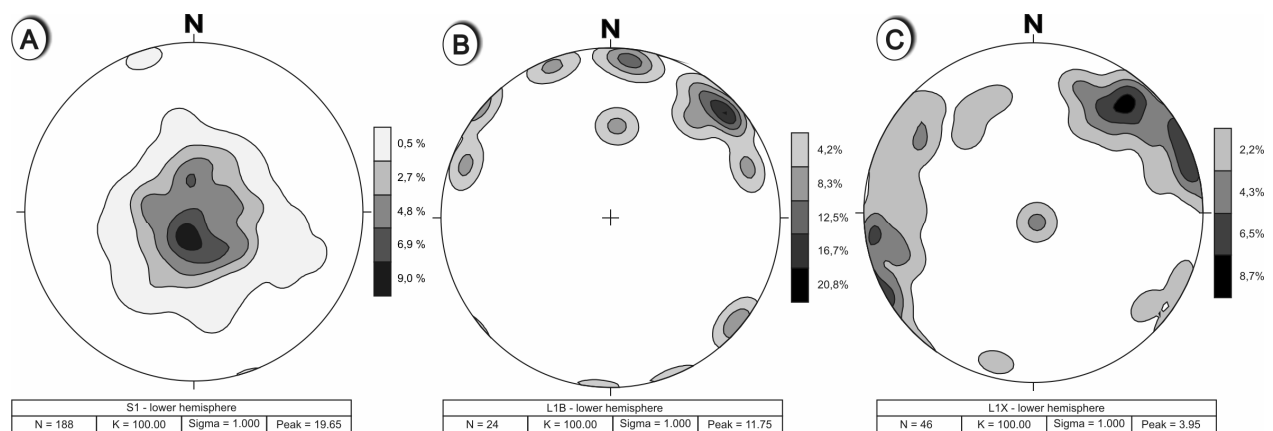 A
N
0,5%
2,7%
4,8 %
6,9 %
9,0 %
S1 - lower hemisphere
N = 188 K = 100.00 Sigma = 1.000 Peak = 19.65
B
N
4,2%
8,3%
12,5%
16,7%
20,8%
L1B - lower hemisphere
N = 24 K = 100.00 Sigma = 1.000 Peak = 11.75
C
N
2,2%
4,3%
6,5%
8,7%
L1X - lower hemisphere
N = 46 K = 100.00 Sigma = 1.000 Peak = 3.95